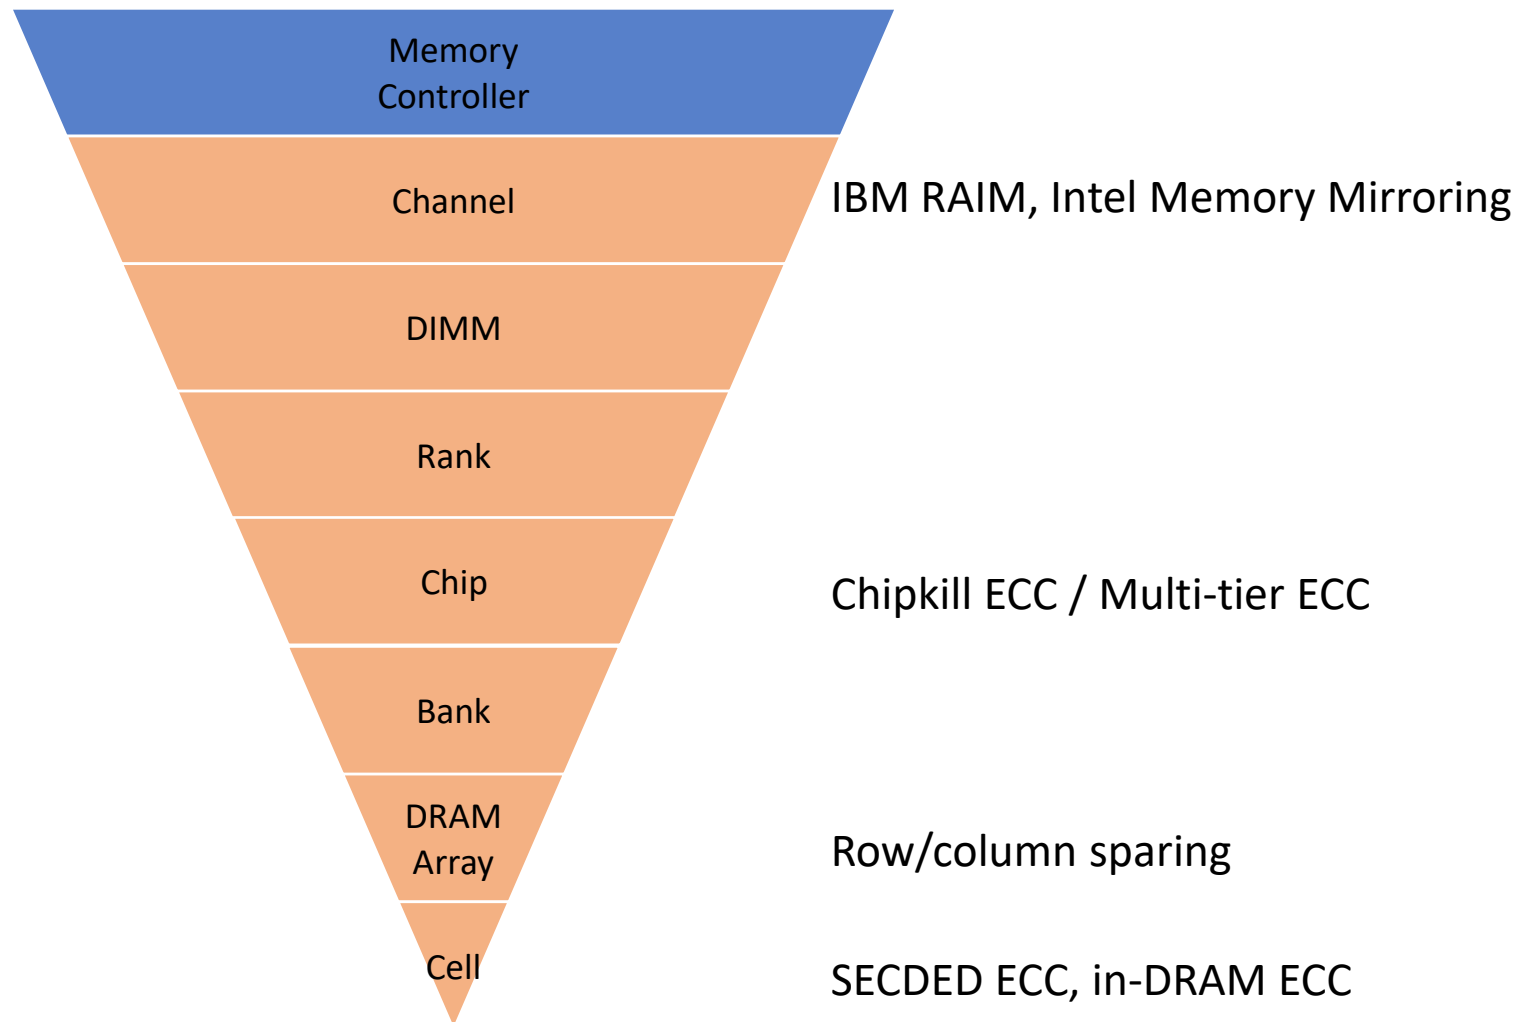 Memory
Controller
Channel
IBM RAIM, Intel Memory Mirroring
DIMM
Rank
Chip
Chipkill ECC / Multi-tier ECC
Bank
DRAM
Array
Row/column sparing
Cell
SECDED ECC, in-DRAM ECC